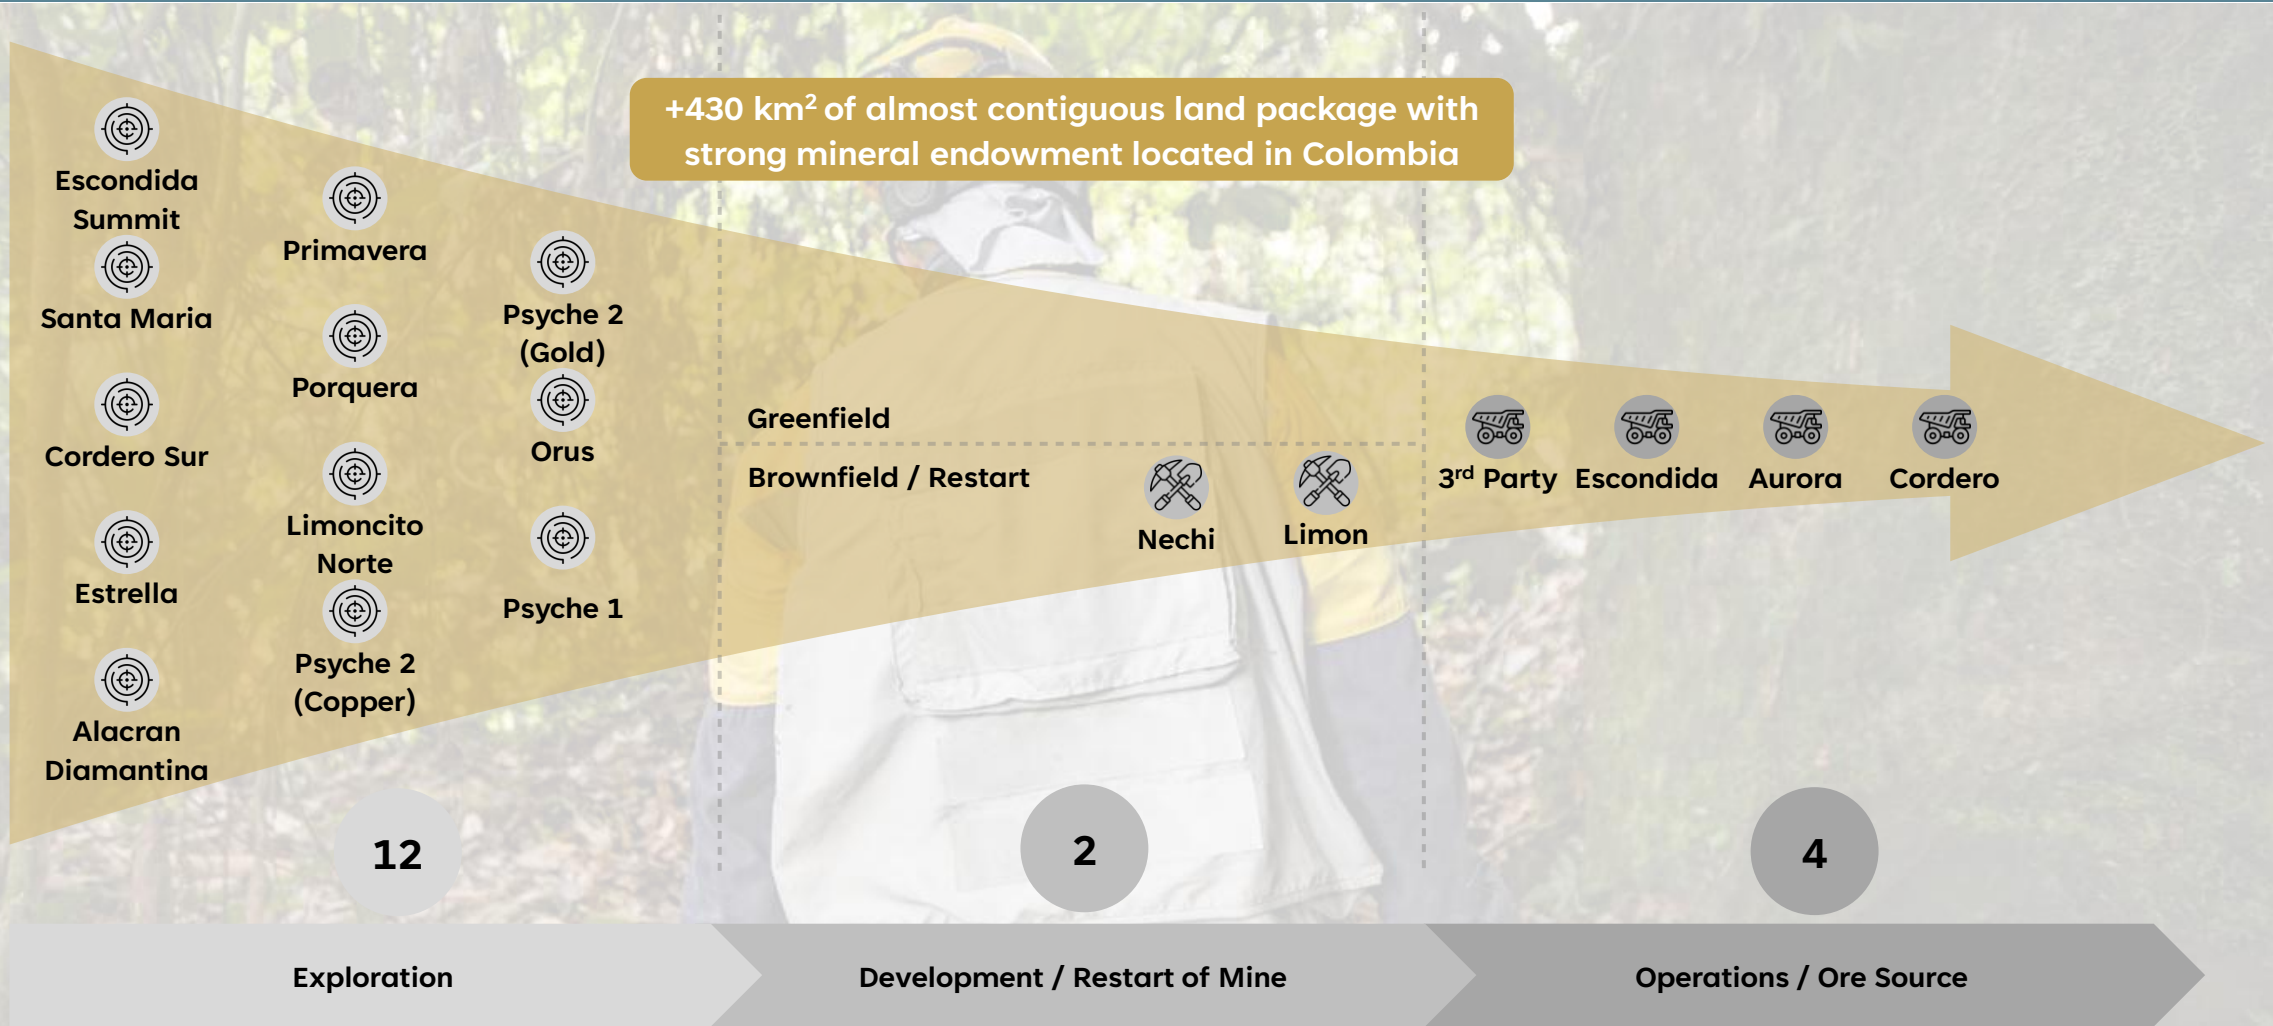 +430 km² of almost contiguous land package with
strong mineral endowment located in Colombia
Escondida
Summit
Santa Maria
Cordero Sur
Estrella
Alacran
Diamantina
Primavera
Porquera
Limoncito
Norte
Psyche 2
(Copper)
Psyche 2
(Gold)
Orus
Psyche 1
Greenfield
Brownfield / Restart
Nechi
Limon
3rd Party
Escondida
Aurora
Cordero
12
2
4
Exploration
Development / Restart of Mine
Operations / Ore Source